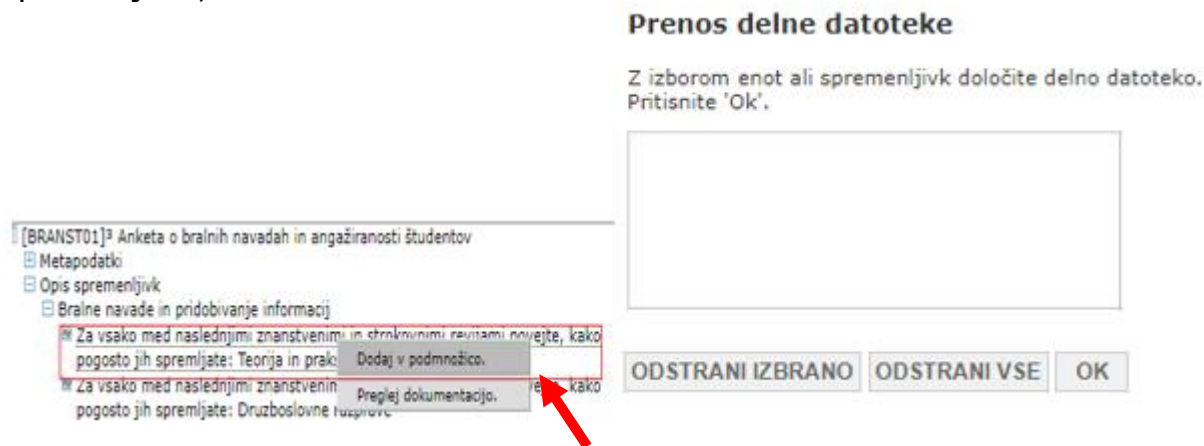 Prenos delne datoteke
Z izborom enot ali spremenljivk določite delno datoteko.
Pritisnite 'Ok'.
[BRANST01]³ Anketa o bralnih navadah in angažiranosti študentov
Metapodatki
Opis spremenljivk
Bralne navade in pridobivanje informacij
Za vsako med naslednjimi znanstvenimi in strokovnimi revijami povejte, kako
pogosto jih spremljate: Teorija in
Dodaj v podmnožico.
Za vsako med naslednjimi kako
Preglej dokumentacijo.
pogosto jih spremljate: Druzboslovne razprave
ODSTRANI IZBRANO ODSTRANI VSE OK